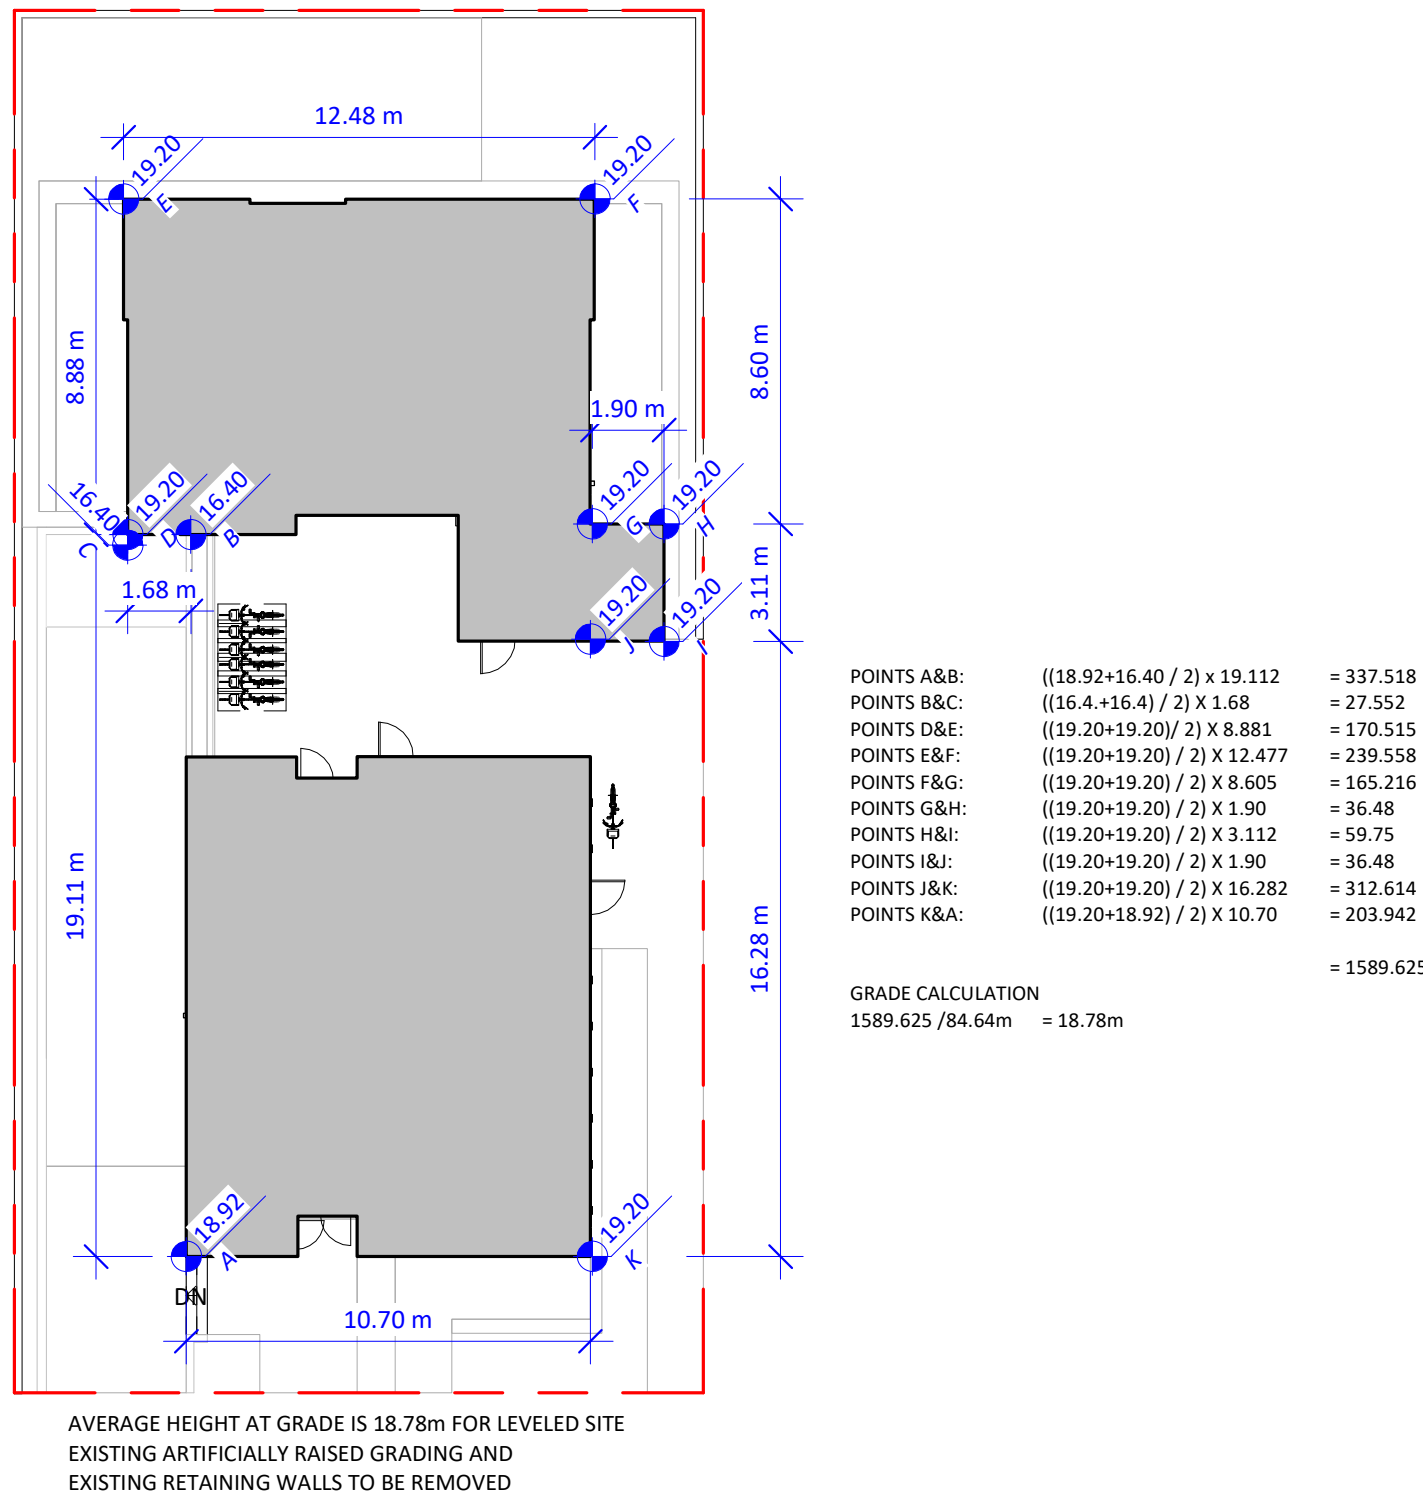 12.48 m
19.20
E
19.20
F
8.88 m
8.60 m
1.90 m
16.40
C
19.20
D
16.40
B
19.20
G
19.20
H
1.68 m
3.11 m
19.20
J
19.20
I
19.11 m
16.28 m
18.92
A
19.20
K
DN
10.70 m
POINTS A&B: ((18.92+16.40 / 2) x 19.112 = 337.518
POINTS B&C: ((16.4.+16.4) / 2) X 1.68 = 27.552
POINTS D&E: ((19.20+19.20)/ 2) X 8.881 = 170.515
POINTS E&F: ((19.20+19.20) / 2) X 12.477 = 239.558
POINTS F&G: ((19.20+19.20) / 2) X 8.605 = 165.216
POINTS G&H: ((19.20+19.20) / 2) X 1.90 = 36.48
POINTS H&I: ((19.20+19.20) / 2) X 3.112 = 59.75
POINTS I&J: ((19.20+19.20) / 2) X 1.90 = 36.48
POINTS J&K: ((19.20+19.20) / 2) X 16.282 = 312.614
POINTS K&A: ((19.20+18.92) / 2) X 10.70 = 203.942
= 1589.625
GRADE CALCULATION
1589.625 /84.64m = 18.78m
AVERAGE HEIGHT AT GRADE IS 18.78m FOR LEVELED SITE
EXISTING ARTIFICIALLY RAISED GRADING AND
EXISTING RETAINING WALLS TO BE REMOVED